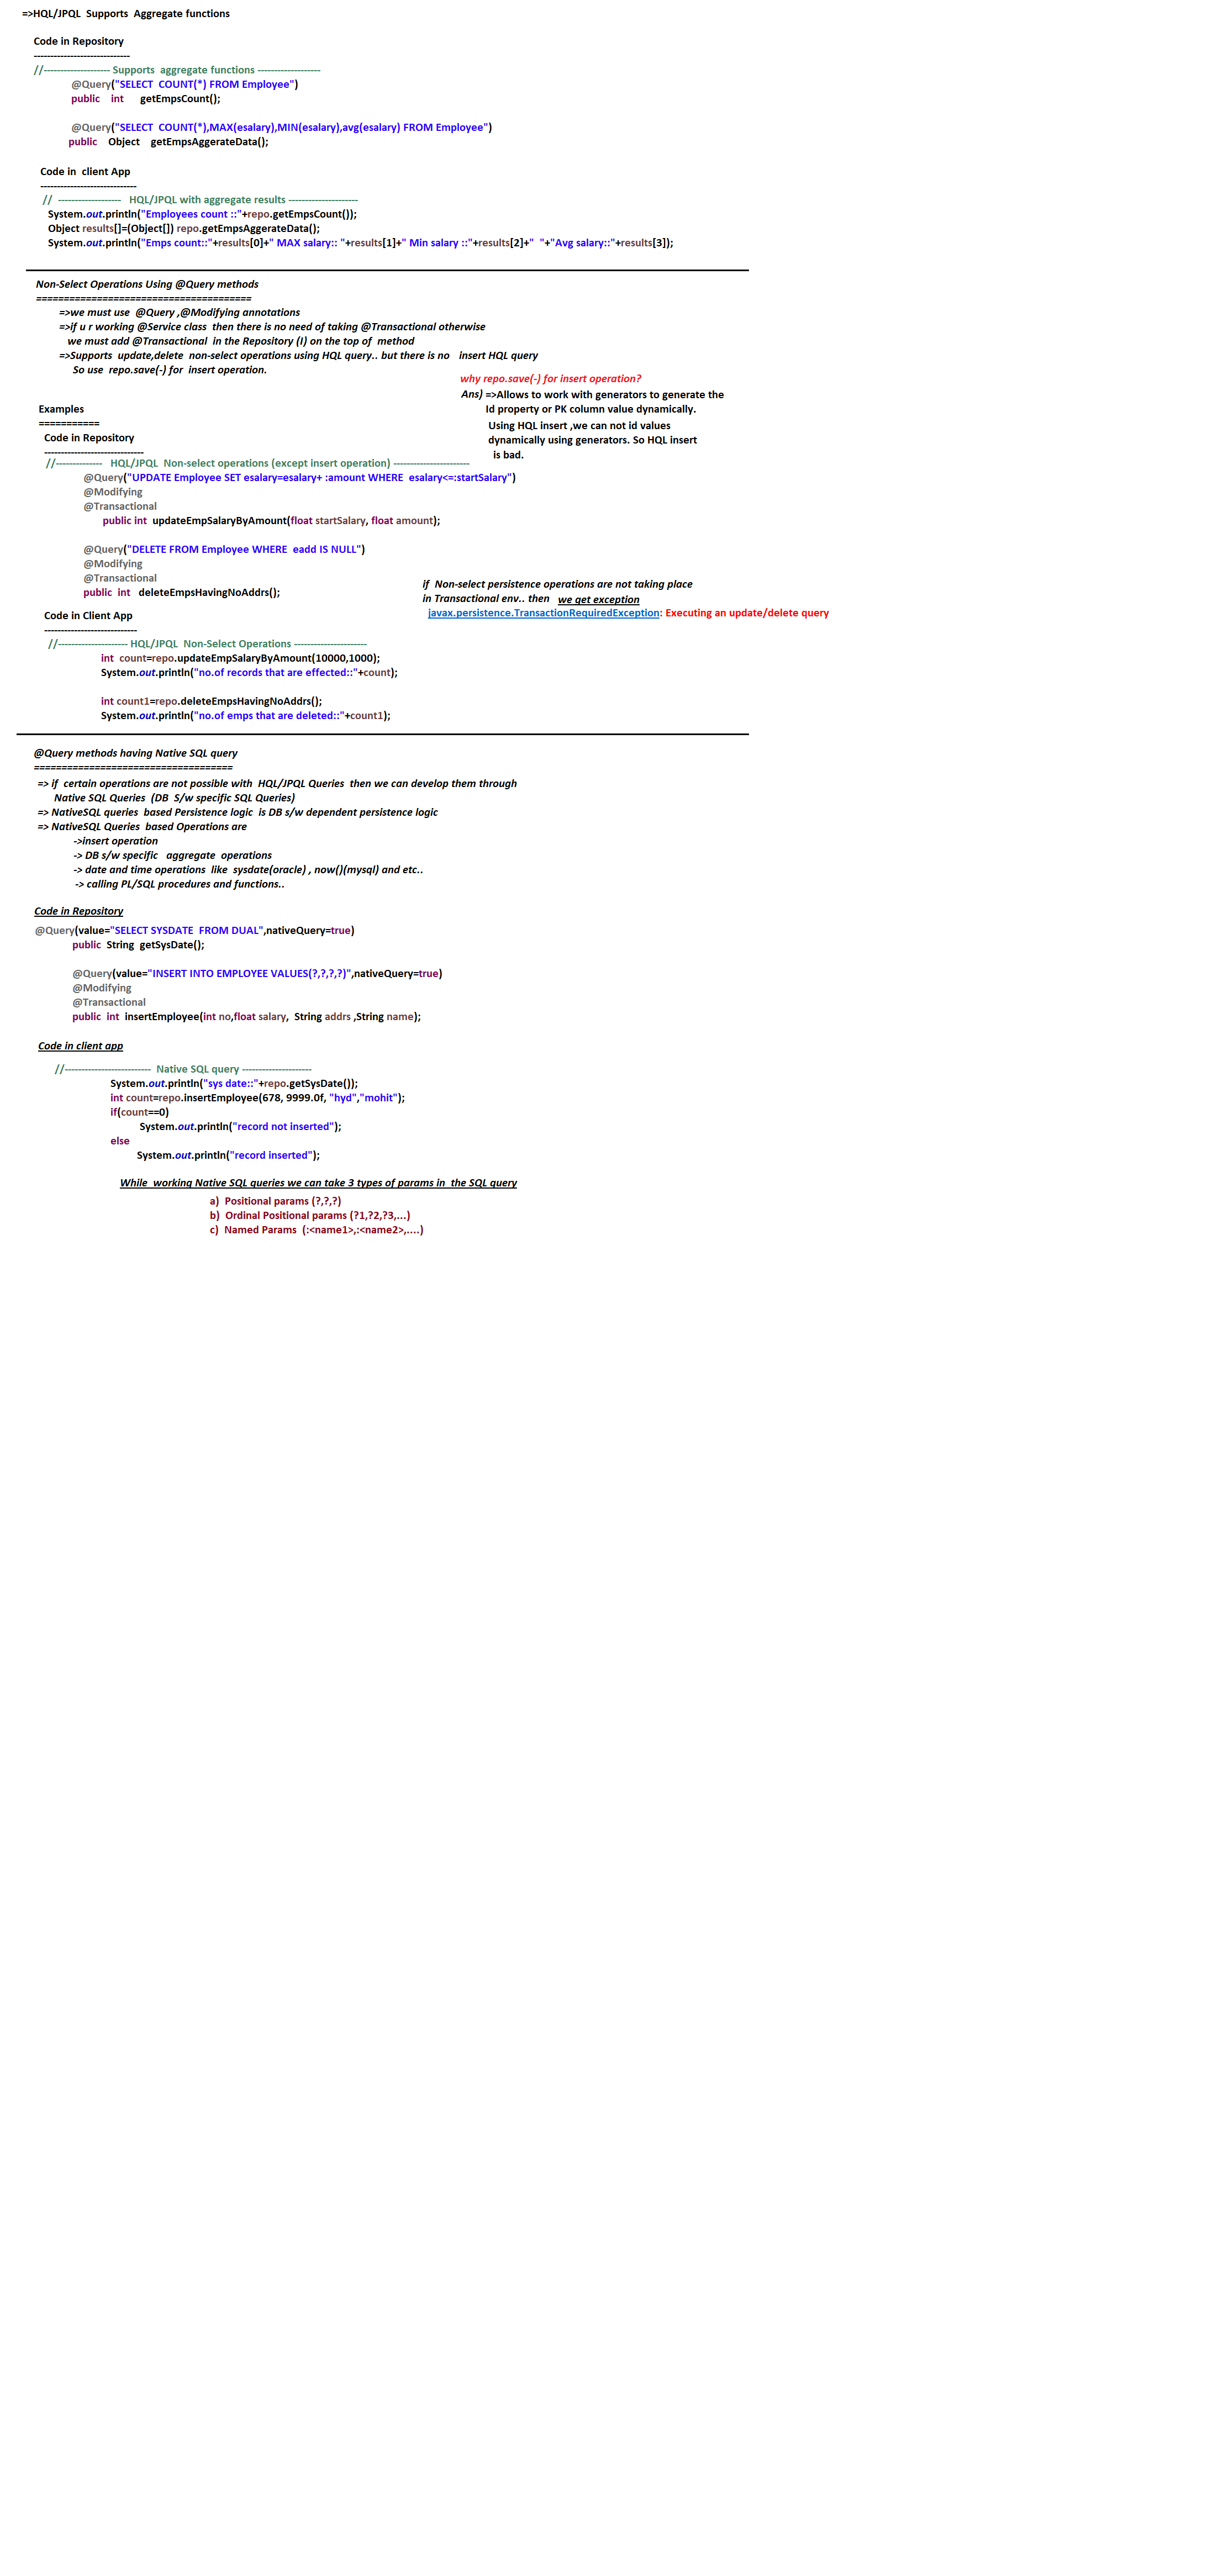 =>HQL/JPQL Supports Aggregate functions
Code in Repository
-----------------------------
//-------------------- Supports aggregate functions -------------------
@Query("SELECT COUNT(*) FROM Employee")
public int getEmpsCount();
@Query("SELECT COUNT(*),MAX(esalary),MIN(esalary),avg(esalary) FROM Employee")
public Object getEmpsAggerateData();
Code in client App
-----------------------------
// ------------------- HQL/JPQL with aggregate results ---------------------
System.out.println("Employees count ::"+repo.getEmpsCount());
Object results[]=(Object[]) repo.getEmpsAggerateData();
System.out.println("Emps count::"+results[0]+" MAX salary:: "+results[1]+" Min salary ::"+results[2]+" "+"Avg salary::"+results[3]);
Non-Select Operations Using @Query methods
=======================================
=>we must use @Query ,@Modifying annotations
=>if u r working @Service class then there is no need of taking @Transactional otherwise
we must add @Transactional in the Repository (I) on the top of method
=>Supports update,delete non-select operations using HQL query.. but there is no insert HQL query
So use repo.save(-) for insert operation.
why repo.save(-) for insert operation?
Ans) =>Allows to work with generators to generate the
Id property or PK column value dynamically.
Using HQL insert ,we can not id values
dynamically using generators. So HQL insert
is bad.
Examples
===========
Code in Repository
------------------------------
//-------------- HQL/JPQL Non-select operations (except insert operation) -----------------------
@Query("UPDATE Employee SET esalary=esalary+ :amount WHERE esalary<=:startSalary")
@Modifying
@Transactional
public int updateEmpSalaryByAmount(float startSalary, float amount);
@Query("DELETE FROM Employee WHERE eadd IS NULL")
@Modifying
@Transactional
public int deleteEmpsHavingNoAddrs();
if Non-select persistence operations are not taking place
in Transactional env.. then we get exception
javax.persistence.TransactionRequiredException: Executing an update/delete query
Code in Client App
----------------------------
//--------------------- HQL/JPQL Non-Select Operations ----------------------
int count=repo.updateEmpSalaryByAmount(10000,1000);
System.out.println("no.of records that are effected::"+count);
int count1=repo.deleteEmpsHavingNoAddrs();
System.out.println("no.of emps that are deleted::"+count1);
@Query methods having Native SQL query
====================================
=> if certain operations are not possible with HQL/JPQL Queries then we can develop them through
Native SQL Queries (DB S/w specific SQL Queries)
=> NativeSQL queries based Persistence logic is DB s/w dependent persistence logic
=> NativeSQL Queries based Operations are
->insert operation
-> DB s/w specific aggregate operations
-> date and time operations like sysdate(oracle) , now()(mysql) and etc..
-> calling PL/SQL procedures and functions..
Code in Repository
@Query(value="SELECT SYSDATE FROM DUAL",nativeQuery=true)
public String getSysDate();
@Query(value="INSERT INTO EMPLOYEE VALUES(?,?,?,?)",nativeQuery=true)
@Modifying
@Transactional
public int insertEmployee(int no,float salary, String addrs ,String name);
Code in client app
//-------------------------- Native SQL query ---------------------
System.out.println("sys date::"+repo.getSysDate());
int count=repo.insertEmployee(678, 9999.0f, "hyd","mohit");
if(count==0)
System.out.println("record not inserted");
else
System.out.println("record inserted");
While working Native SQL queries we can take 3 types of params in the SQL query
a) Positional params (?,?,?)
b) Ordinal Positional params (?1,?2,?3,...)
c) Named Params (:<name1>,:<name2>,....)